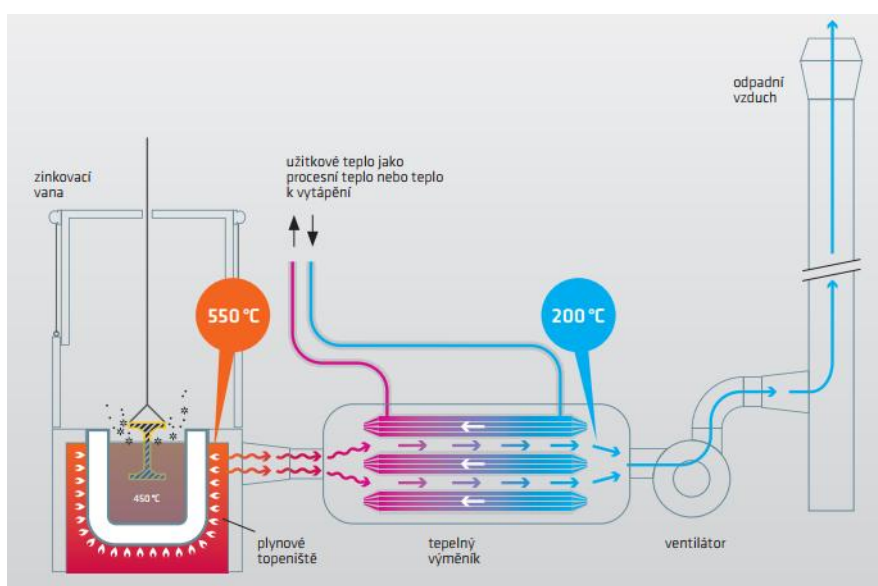 odpadní
vzduch
užitkové teplo jako
procesní teplo nebo teplo
k vytápění
zinkovací
vana
550 °C
200 °C
450 °C
plynové
topeniště
tepelný
výměník
ventilátor